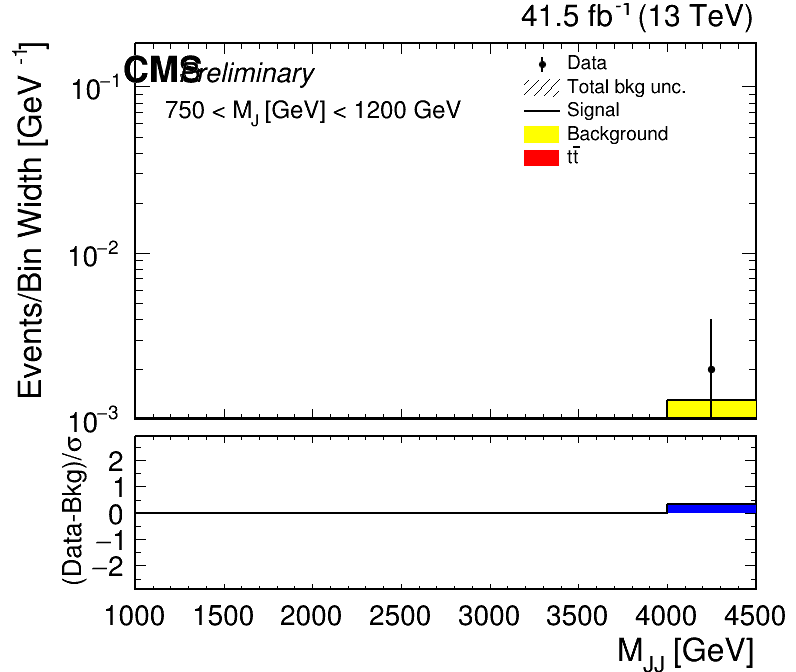 41.5 fb⁻¹ (13 TeV)
CMS Preliminary
750 < M_J [GeV] < 1200 GeV
Data
Total bkg unc.
Signal
Background
tt̄
Events/Bin Width [GeV⁻¹]
10⁻¹
10⁻²
10⁻³
(Data-Bkg)/σ
2
1
0
−1
−2
1000 1500 2000 2500 3000 3500 4000 4500
M_JJ [GeV]